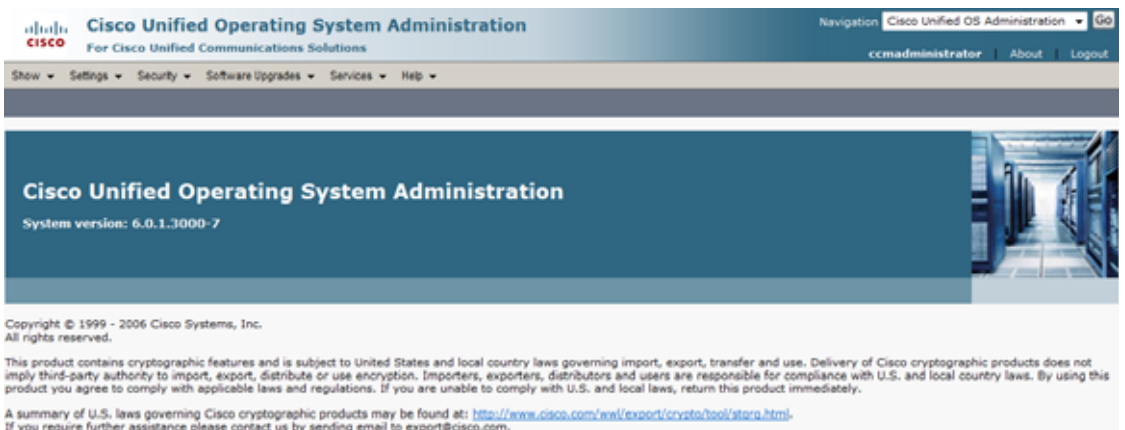 Cisco Unified Operating System Administration
For Cisco Unified Communications Solutions
CISCO
Navigation Cisco Unified OS Administration Go
ccmadministrator | About | Logout
Show Settings Security Software Upgrades Services Help
Cisco Unified Operating System Administration
System version: 6.0.1.3000-7
Copyright © 1999 - 2006 Cisco Systems, Inc.
All rights reserved.
This product contains cryptographic features and is subject to United States and local country laws governing import, export, transfer and use. Delivery of Cisco cryptographic products does not
imply third-party authority to import, export, distribute or use encryption. Importers, exporters, distributors and users are responsible for compliance with U.S. and local country laws. By using this
product you agree to comply with applicable laws and regulations. If you are unable to comply with U.S. and local laws, return this product immediately.
A summary of U.S. laws governing Cisco cryptographic products may be found at: http://www.cisco.com/wwl/export/crypto/tool/stqrg.html.
If you require further assistance please contact us by sending email to export@cisco.com.